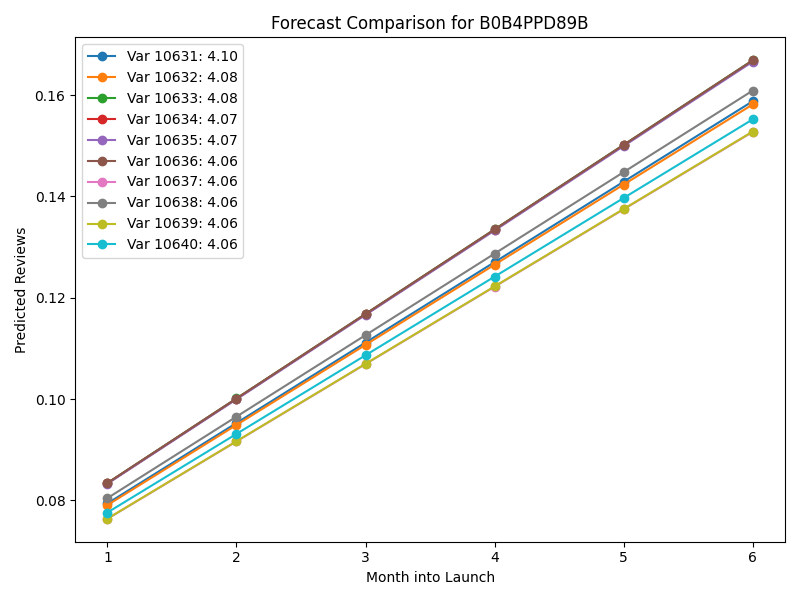 Forecast Comparison for B0B4PPD89B
Var 10631: 4.10
Var 10632: 4.08
Var 10633: 4.08
Var 10634: 4.07
Var 10635: 4.07
Var 10636: 4.06
Var 10637: 4.06
Var 10638: 4.06
Var 10639: 4.06
Var 10640: 4.06
Predicted Reviews
0.16
0.14
0.12
0.10
0.08
1 2 3 4 5 6
Month into Launch